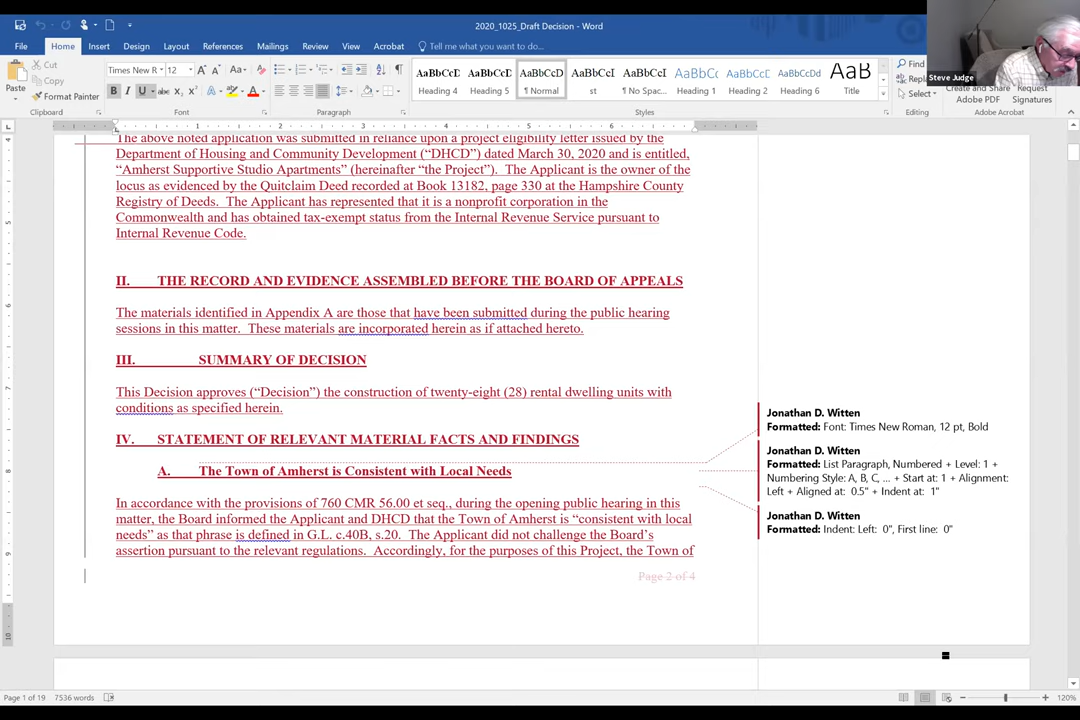 2020_1025_Draft Decision - Word
File Home Insert Design Layout References Mailings Review View Acrobat Tell me what you want to do...
Paste Cut Copy Format Painter
Times New R 12
AaBbCcD AaBbCcD AaBbCcD AaBbCcI AaBbCcI AaBbCc AaBbCc AaBbCcDd AaB
Heading 4 Heading 5 ¶ Normal st ¶ No Spac... Heading 1 Heading 2 Heading 6 Title
Find
Select
Create and Share Adobe PDF Request Signatures
Clipboard Font Paragraph Styles Editing Adobe Acrobat
Steve Judge
The above noted application was submitted in reliance upon a project eligibility letter issued by the
Department of Housing and Community Development (“DHCD”) dated March 30, 2020 and is entitled,
“Amherst Supportive Studio Apartments” (hereinafter “the Project”). The Applicant is the owner of the
locus as evidenced by the Quitclaim Deed recorded at Book 13182, page 330 at the Hampshire County
Registry of Deeds. The Applicant has represented that it is a nonprofit corporation in the
Commonwealth and has obtained tax-exempt status from the Internal Revenue Service pursuant to
Internal Revenue Code.
II. THE RECORD AND EVIDENCE ASSEMBLED BEFORE THE BOARD OF APPEALS
The materials identified in Appendix A are those that have been submitted during the public hearing
sessions in this matter. These materials are incorporated herein as if attached hereto.
III. SUMMARY OF DECISION
This Decision approves (“Decision”) the construction of twenty-eight (28) rental dwelling units with
conditions as specified herein.
IV. STATEMENT OF RELEVANT MATERIAL FACTS AND FINDINGS
A. The Town of Amherst is Consistent with Local Needs
In accordance with the provisions of 760 CMR 56.00 et seq., during the opening public hearing in this
matter, the Board informed the Applicant and DHCD that the Town of Amherst is “consistent with local
needs” as that phrase is defined in G.L. c.40B, s.20. The Applicant did not challenge the Board’s
assertion pursuant to the relevant regulations. Accordingly, for the purposes of this Project, the Town of
Page 2 of 4
Jonathan D. Witten
Formatted: Font: Times New Roman, 12 pt, Bold
Jonathan D. Witten
Formatted: List Paragraph, Numbered + Level: 1 +
Numbering Style: A, B, C, ... + Start at: 1 + Alignment:
Left + Aligned at: 0.5" + Indent at: 1"
Jonathan D. Witten
Formatted: Indent: Left: 0", First line: 0"
Page 1 of 19 7536 words 120%